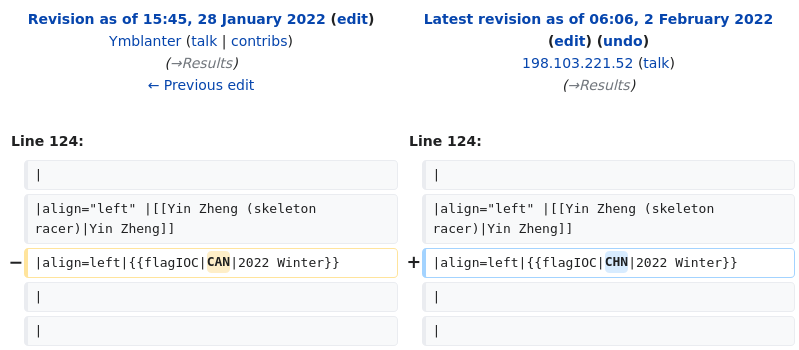 Revision as of 15:45, 28 January 2022 (edit)
Ymblanter (talk | contribs)
(→Results)
← Previous edit
Latest revision as of 06:06, 2 February 2022
(edit) (undo)
198.103.221.52 (talk)
(→Results)
Line 124:
Line 124:
|
|
|align="left" |[[Yin Zheng (skeleton
racer)|Yin Zheng]]
|align="left" |[[Yin Zheng (skeleton
racer)|Yin Zheng]]
− |align=left|{{flagIOC|CAN|2022 Winter}}
+ |align=left|{{flagIOC|CHN|2022 Winter}}
|
|
|
|